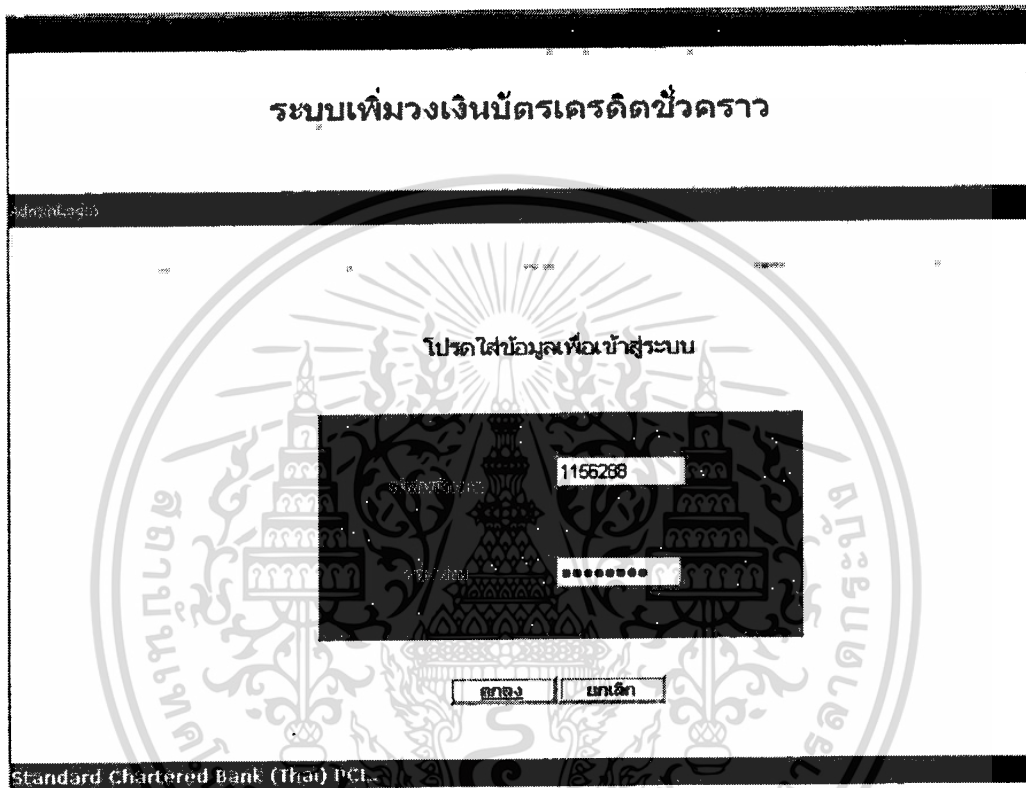 ระบบเพิ่มวงเงินบัตรเครดิตชั่วคราว
AdminLogin
โปรดใส่ข้อมูลเพื่อเข้าสู่ระบบ
1156288
ตกลง ยกเลิก
Standard Chartered Bank (Thai) PCL.